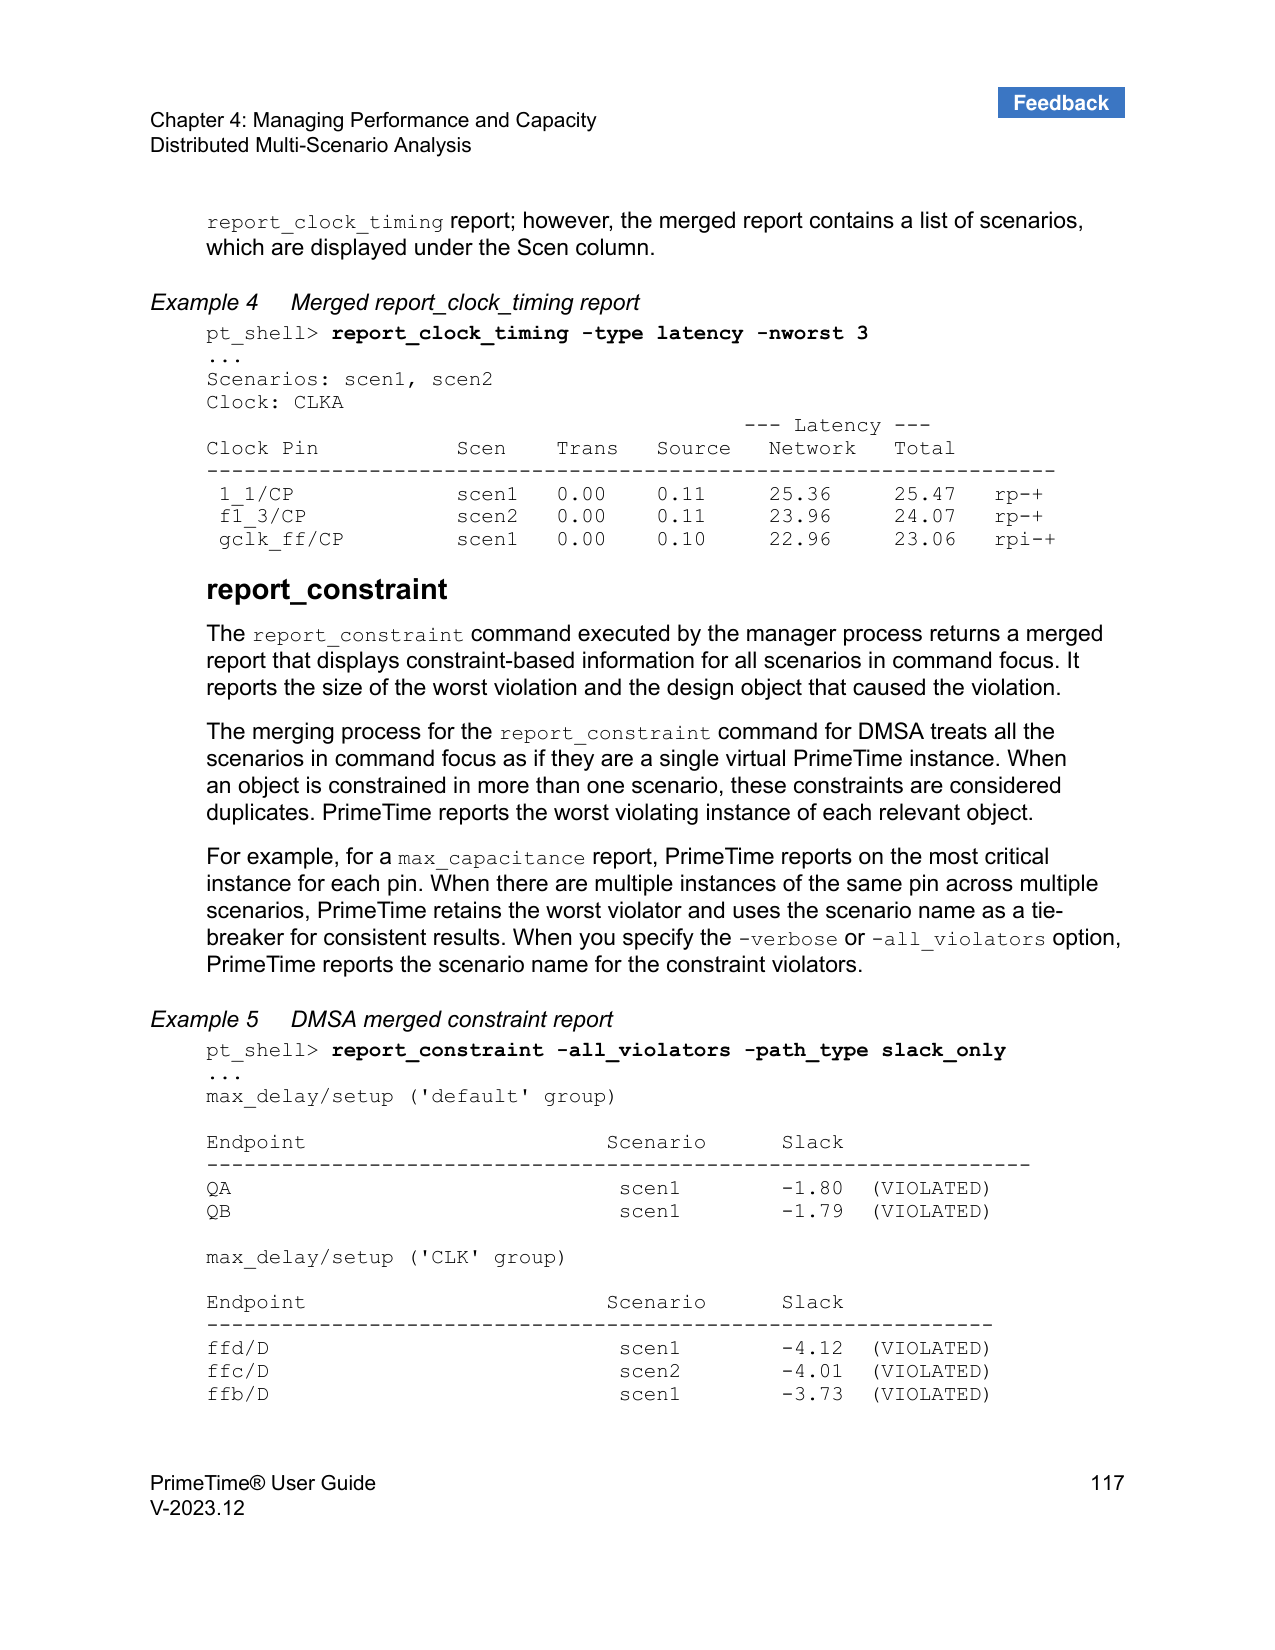 Feedback
Chapter 4: Managing Performance and Capacity
Distributed Multi-Scenario Analysis
report_clock_timing report; however, the merged report contains a list of scenarios,
which are displayed under the Scen column.
Example 4     Merged report_clock_timing report
pt_shell> report_clock_timing -type latency -nworst 3
...
Scenarios: scen1, scen2
Clock: CLKA
                                           --- Latency ---
Clock Pin           Scen    Trans   Source   Network   Total
--------------------------------------------------------------------
 1_1/CP             scen1   0.00    0.11     25.36     25.47   rp-+
 f1_3/CP            scen2   0.00    0.11     23.96     24.07   rp-+
 gclk_ff/CP         scen1   0.00    0.10     22.96     23.06   rpi-+
report_constraint
The report_constraint command executed by the manager process returns a merged
report that displays constraint-based information for all scenarios in command focus. It
reports the size of the worst violation and the design object that caused the violation.
The merging process for the report_constraint command for DMSA treats all the
scenarios in command focus as if they are a single virtual PrimeTime instance. When
an object is constrained in more than one scenario, these constraints are considered
duplicates. PrimeTime reports the worst violating instance of each relevant object.
For example, for a max_capacitance report, PrimeTime reports on the most critical
instance for each pin. When there are multiple instances of the same pin across multiple
scenarios, PrimeTime retains the worst violator and uses the scenario name as a tie-
breaker for consistent results. When you specify the -verbose or -all_violators option,
PrimeTime reports the scenario name for the constraint violators.
Example 5     DMSA merged constraint report
pt_shell> report_constraint -all_violators -path_type slack_only
...
max_delay/setup ('default' group)
Endpoint                        Scenario      Slack
------------------------------------------------------------------
QA                               scen1        -1.80  (VIOLATED)
QB                               scen1        -1.79  (VIOLATED)
max_delay/setup ('CLK' group)
Endpoint                        Scenario      Slack
---------------------------------------------------------------
ffd/D                            scen1        -4.12  (VIOLATED)
ffc/D                            scen2        -4.01  (VIOLATED)
ffb/D                            scen1        -3.73  (VIOLATED)
PrimeTime® User Guide     117
V-2023.12